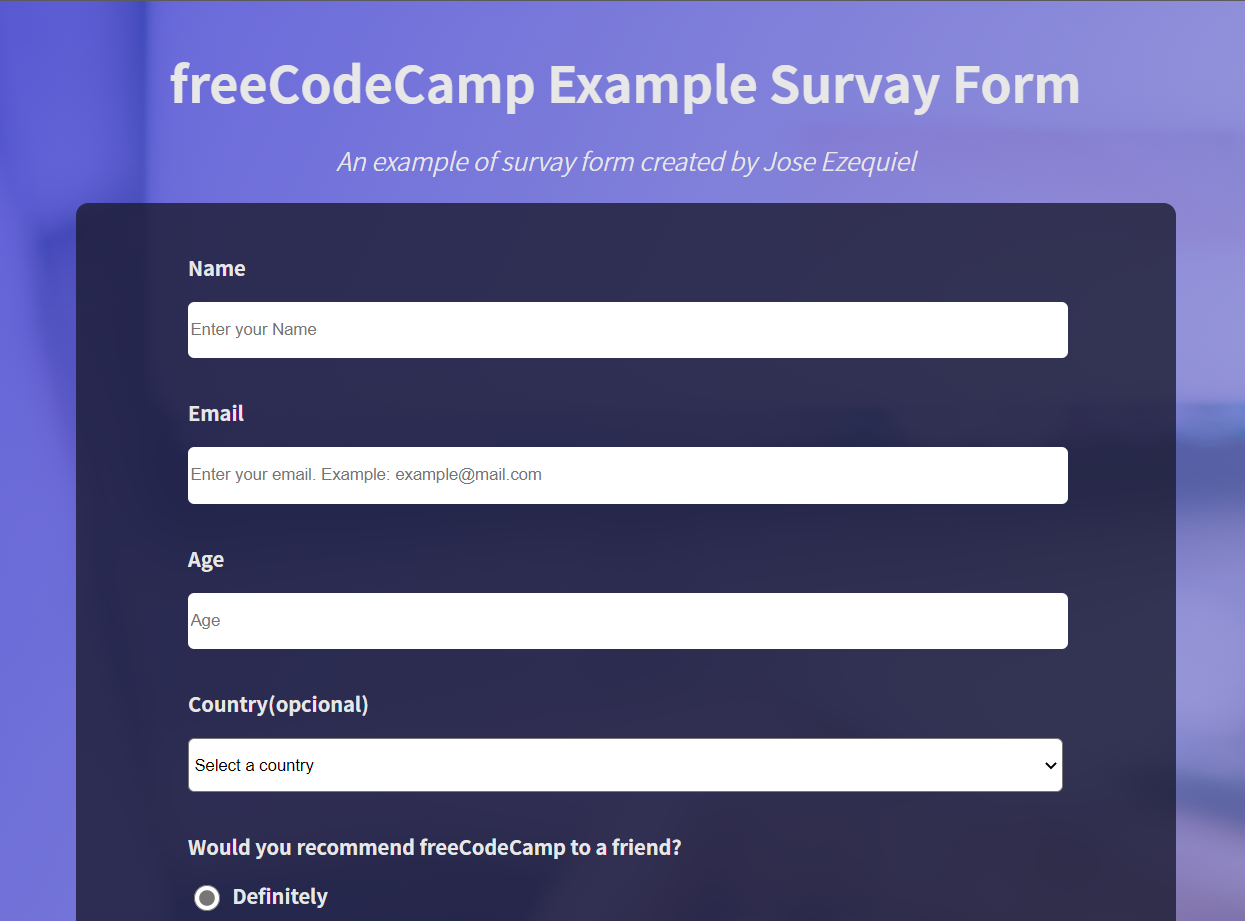 freeCodeCamp Example Survay Form
An example of survay form created by Jose Ezequiel
Name
Enter your Name
Email
Enter your email. Example: example@mail.com
Age
Age
Country(opcional)
Select a country
Would you recommend freeCodeCamp to a friend?
Definitely